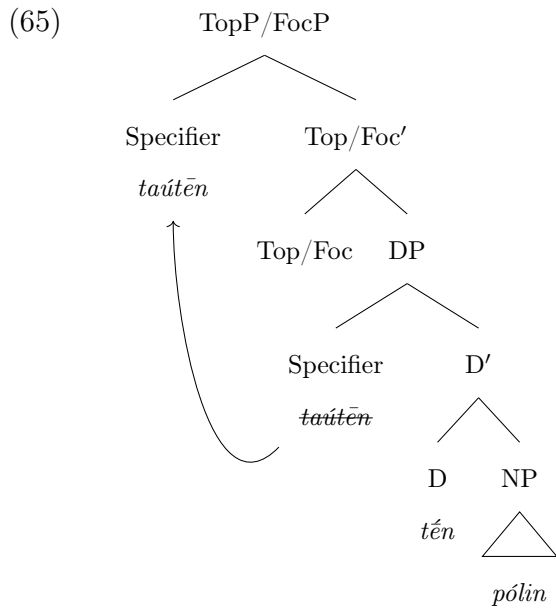 (65)
TopP/FocP
Specifier Top/Foc′
taútēn
Top/Foc DP
Specifier D′
~~taútēn~~
D NP
tḗn
pólin